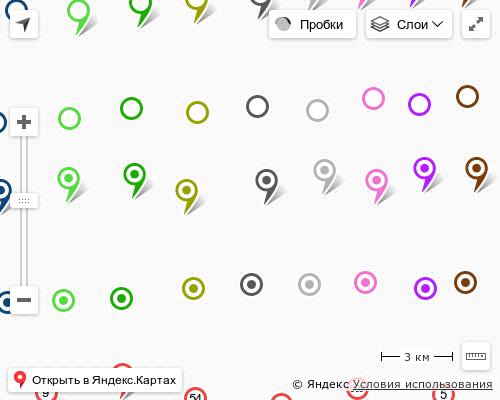 Пробки
Слои
3 км
© Яндекс Условия использования
Открыть в Яндекс.Картах
9
54
5